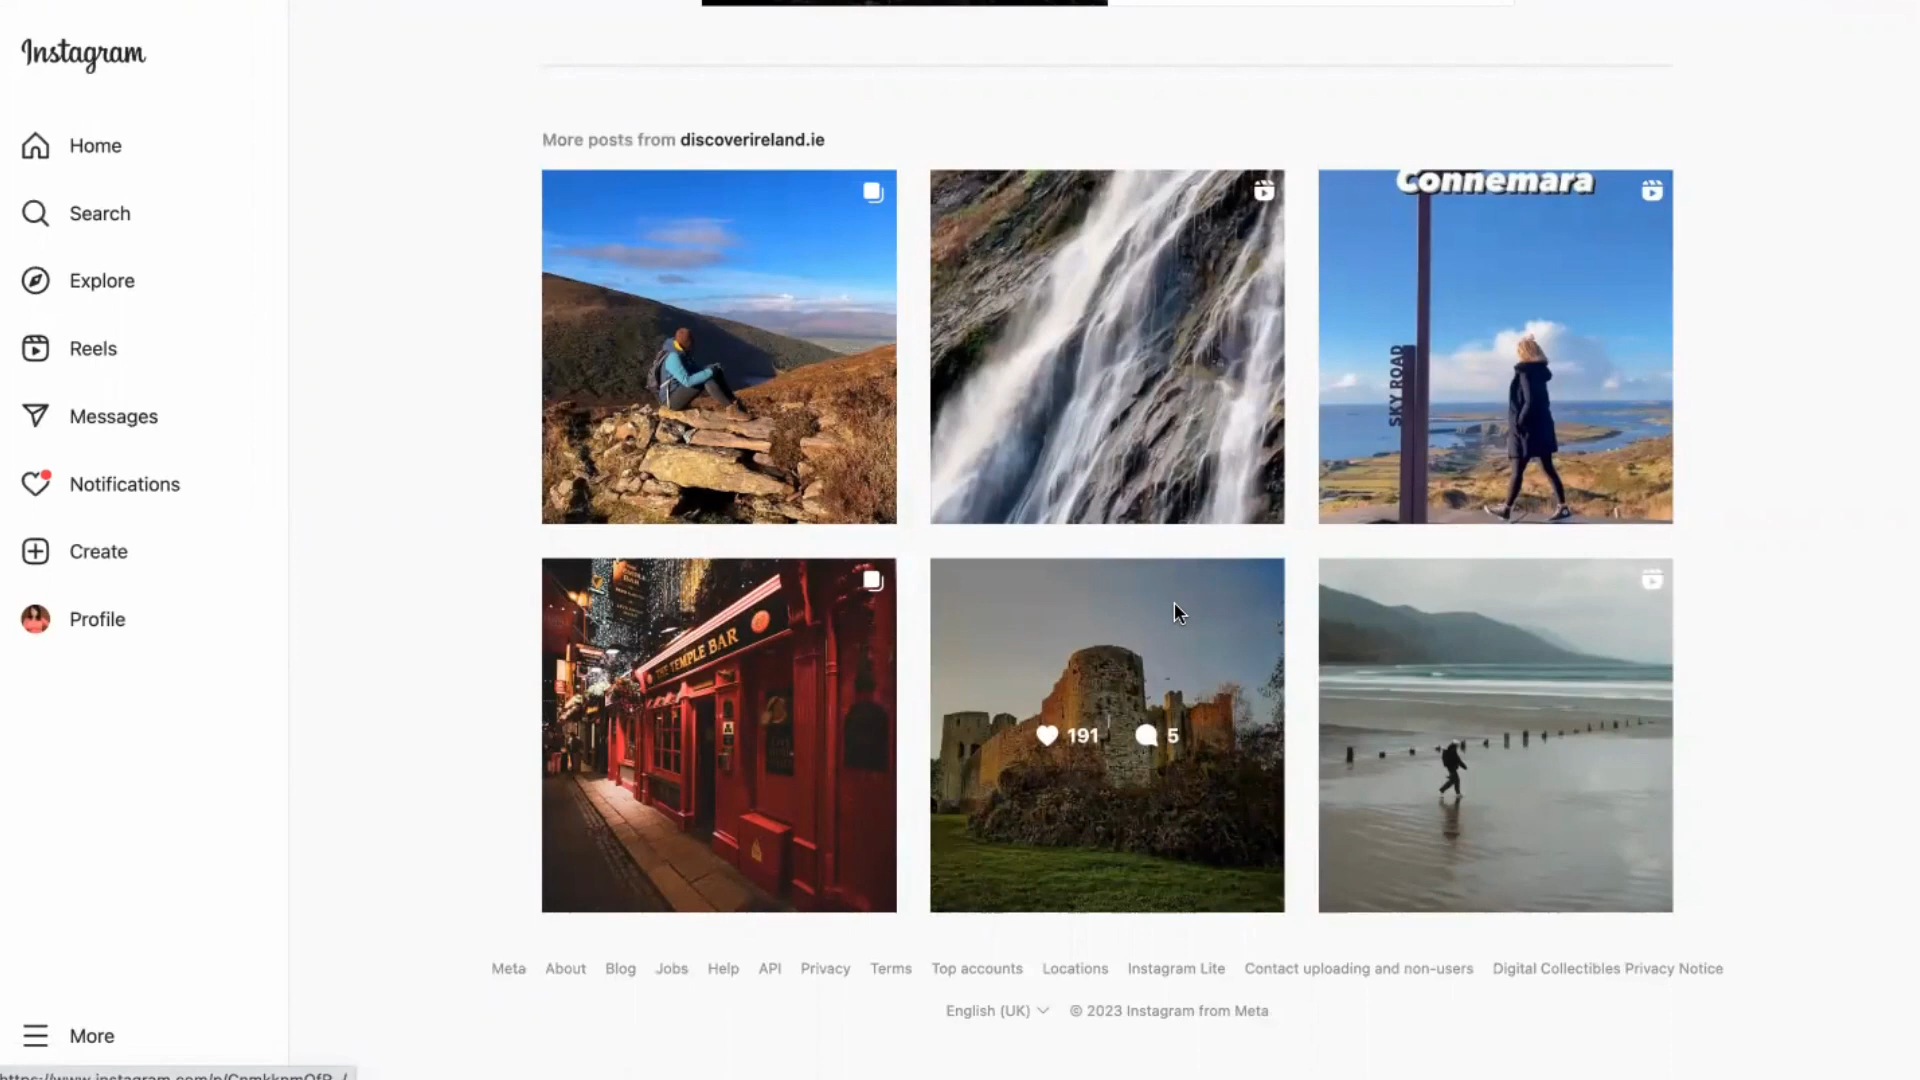 Instagram
Home
Search
Explore
Reels
Messages
Notifications
Create
Profile
More
More posts from discoverireland.ie
Connemara
SKY ROAD
THE TEMPLE BAR
191 5
Meta About Blog Jobs Help API Privacy Terms Top accounts Locations Instagram Lite Contact uploading and non-users Digital Collectibles Privacy Notice
English (UK) © 2023 Instagram from Meta